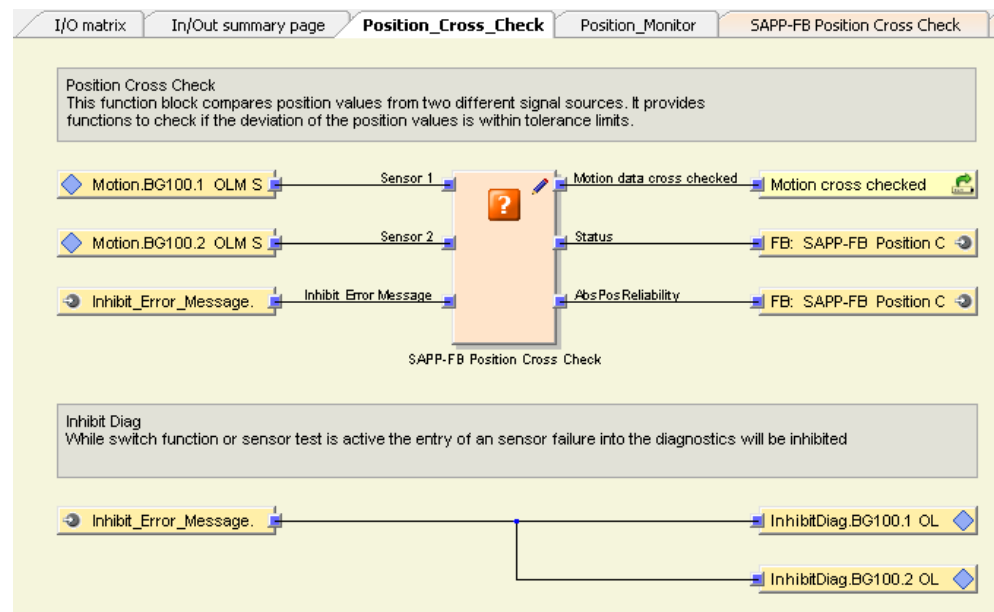 I/O matrix
In/Out summary page
Position_Cross_Check
Position_Monitor
SAPP-FB Position Cross Check
Position Cross Check
This function block compares position values from two different signal sources. It provides
functions to check if the deviation of the position values is within tolerance limits.
Motion.BG100.1 OLM S
Sensor 1
?
Motion data cross checked
Motion cross checked
Motion.BG100.2 OLM S
Sensor 2
Status
FB: SAPP-FB Position C
Inhibit_Error_Message.
Inhibit Error Message
AbsPosReliability
FB: SAPP-FB Position C
SAPP-FB Position Cross Check
Inhibit Diag
While switch function or sensor test is active the entry of an sensor failure into the diagnostics will be inhibited
Inhibit_Error_Message.
InhibitDiag.BG100.1 OL
InhibitDiag.BG100.2 OL